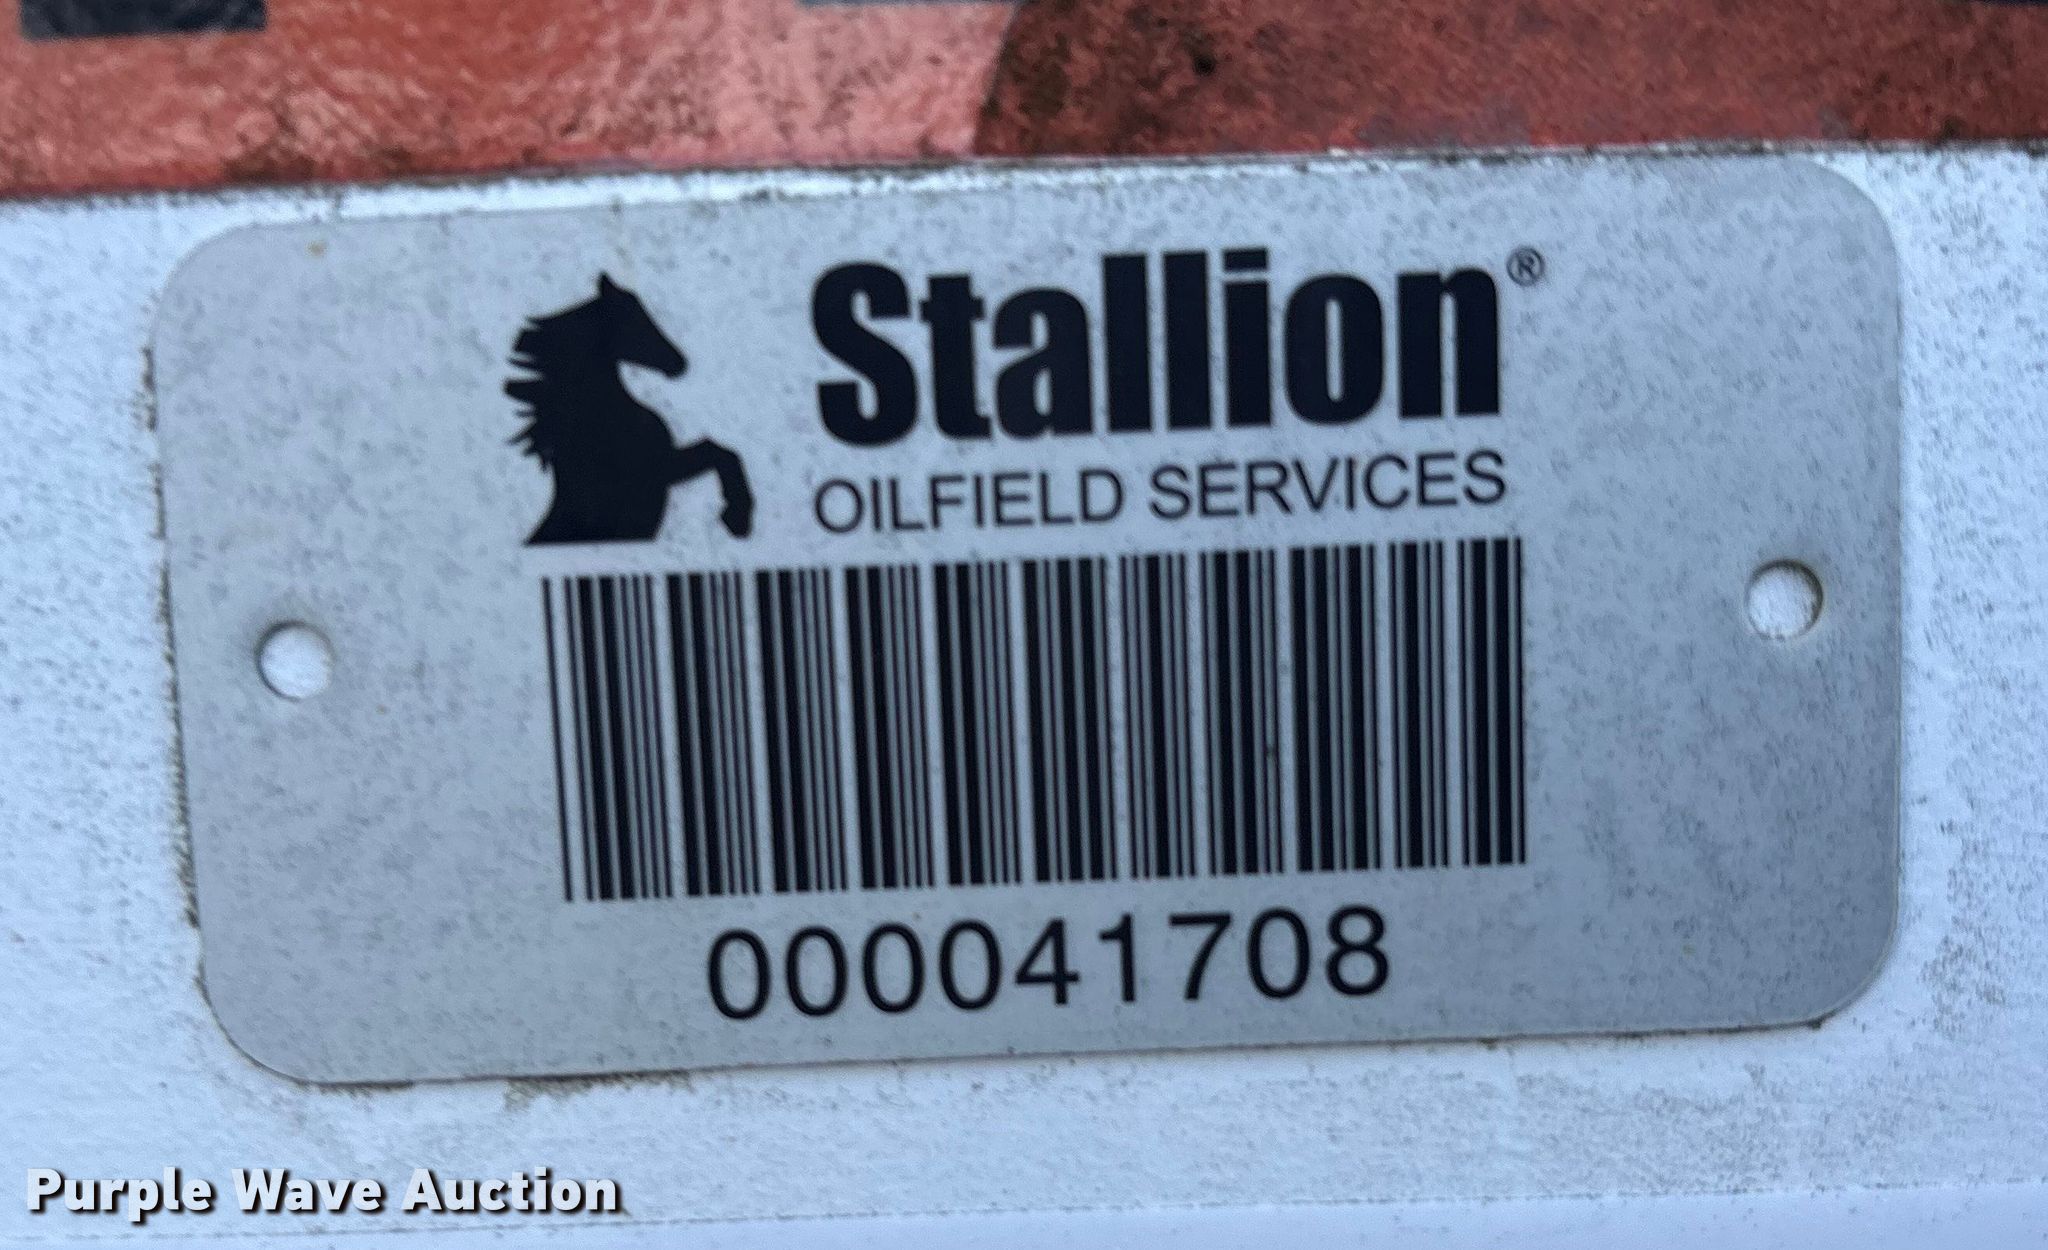 Stallion®
OILFIELD SERVICES
000041708
Purple Wave Auction